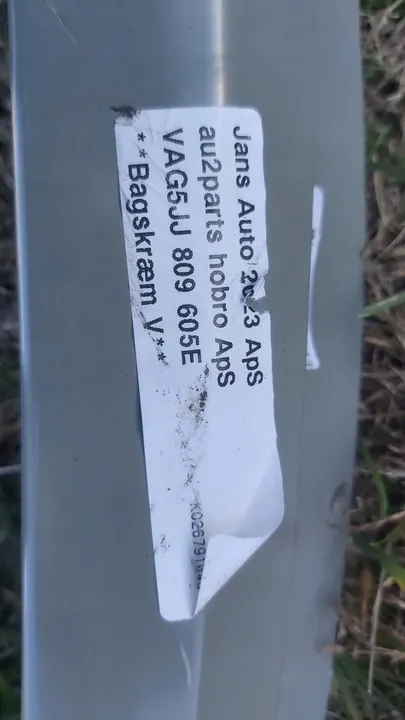 Jans Auto 2023 ApS
au2parts hobro ApS
VAG5JJ 809 605E
**Bagskræm V**